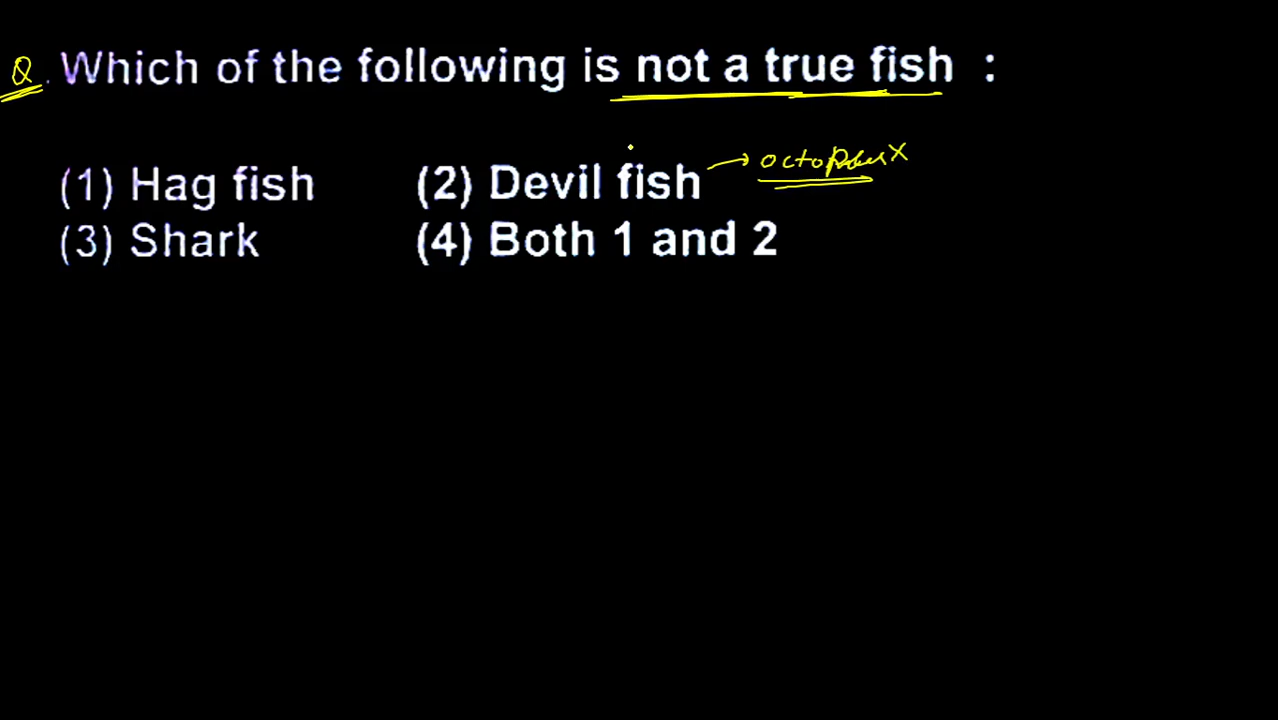 Q. Which of the following is not a true fish :
(1) Hag fish (2) Devil fish → octopus X
(3) Shark (4) Both 1 and 2